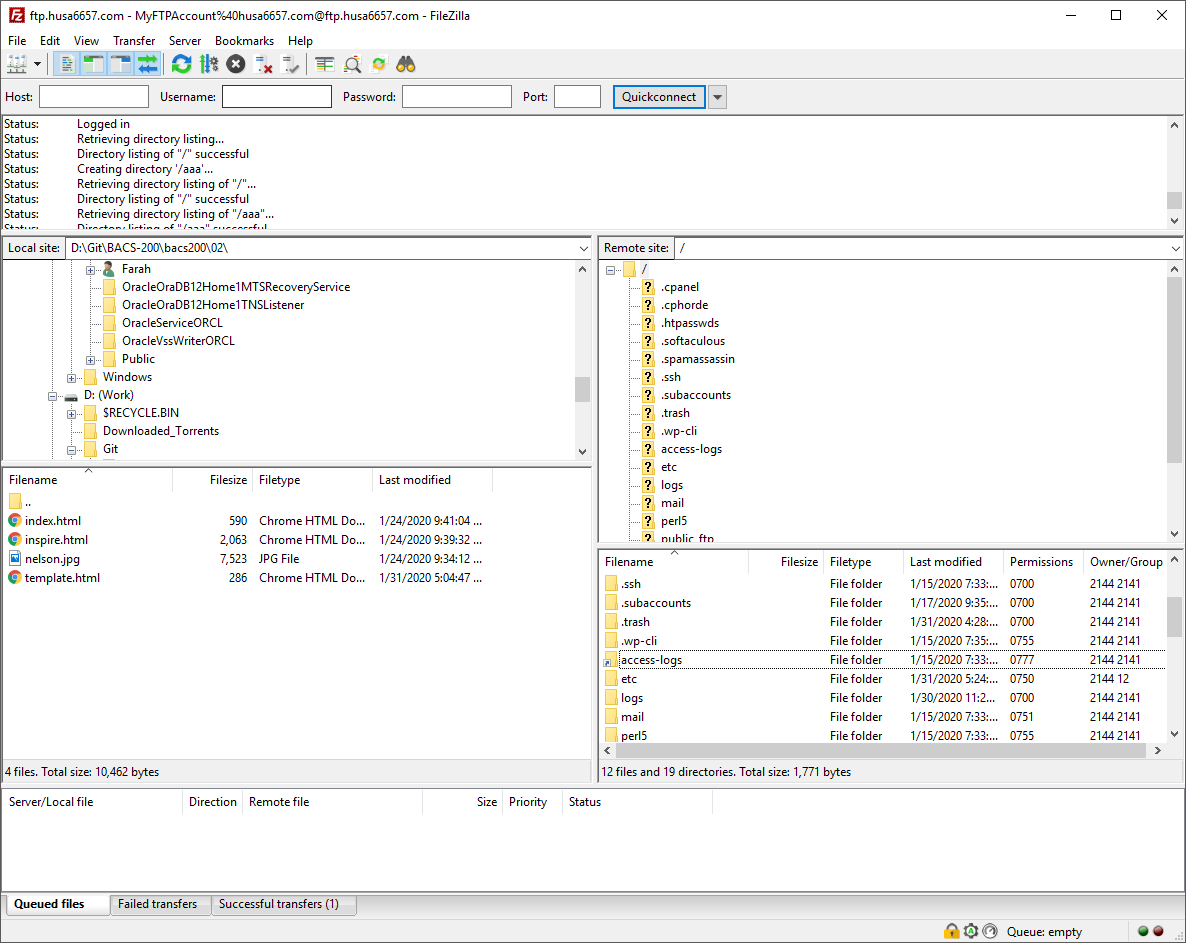 ftp.husa6657.com - MyFTPAccount%40husa6657.com@ftp.husa6657.com - FileZilla
File Edit View Transfer Server Bookmarks Help
Host: Username: Password: Port: Quickconnect
Status: Logged in
Status: Retrieving directory listing...
Status: Directory listing of "/" successful
Status: Creating directory '/aaa'...
Status: Retrieving directory listing of "/"...
Status: Directory listing of "/" successful
Status: Retrieving directory listing of "/aaa"...
Status: Directory listing of "/aaa" successful
Local site: D:\Git\BACS-200\bacs200\02\
Farah
OracleOraDB12Home1MTSRecoveryService
OracleOraDB12Home1TNSListener
OracleServiceORCL
OracleVssWriterORCL
Public
Windows
D: (Work)
$RECYCLE.BIN
Downloaded_Torrents
Git
Filename Filesize Filetype Last modified
..
index.html 590 Chrome HTML Do... 1/24/2020 9:41:04 ...
inspire.html 2,063 Chrome HTML Do... 1/24/2020 9:39:32 ...
nelson.jpg 7,523 JPG File 1/24/2020 9:34:12 ...
template.html 286 Chrome HTML Do... 1/31/2020 5:04:47 ...
4 files. Total size: 10,462 bytes
Remote site: /
/
.cpanel
.cphorde
.htpasswds
.softaculous
.spamassassin
.ssh
.subaccounts
.trash
.wp-cli
access-logs
etc
logs
mail
perl5
public_ftp
Filename Filesize Filetype Last modified Permissions Owner/Group
.ssh File folder 1/15/2020 7:33:... 0700 2144 2141
.subaccounts File folder 1/17/2020 9:35:... 0700 2144 2141
.trash File folder 1/31/2020 4:28:... 0700 2144 2141
.wp-cli File folder 1/15/2020 7:35:... 0755 2144 2141
access-logs File folder 1/15/2020 7:33:... 0777 2144 2141
etc File folder 1/31/2020 5:24:... 0750 2144 12
logs File folder 1/30/2020 11:2... 0700 2144 2141
mail File folder 1/15/2020 7:33:... 0751 2144 2141
perl5 File folder 1/15/2020 7:33:... 0755 2144 2141
12 files and 19 directories. Total size: 1,771 bytes
Server/Local file Direction Remote file Size Priority Status
Queued files Failed transfers Successful transfers (1)
Queue: empty